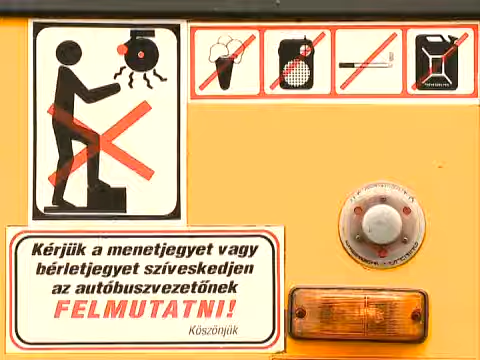 Kérjük a menetjegyet vagy
bérletjegyet szíveskedjen
az autóbuszvezetőnek
FELMUTATNI!
Köszönjük